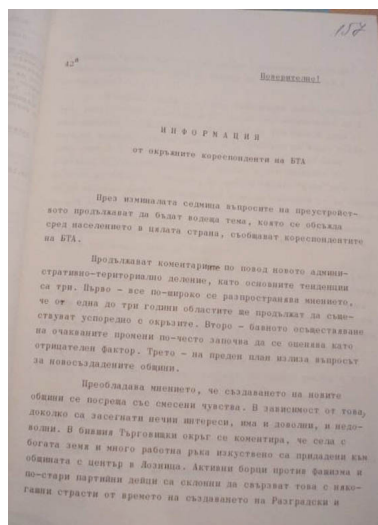 157
42а
Поверително!
ИНФОРМАЦИЯ
от окръжните кореспонденти на БТА
През изминалата седмица въпросите на преустройст-
вото продължават да бъдат водеща тема, която се обсъжда
сред населението в цялата страна, съобщават кореспондентите
на БТА.
Продължават коментарите по повод новото админи-
стративно-териториално деление, като основните тенденции
са три. Първо - все по-широко се разпространява мнението,
че от една до три години областите ще продължат да съще-
ствуват успоредно с окръзите. Второ - бавното осъществяване
на очакваните промени по-често започва да се оценява като
отрицателен фактор. Трето - на преден план излиза въпросът
за новосъздадените общини.
Преобладава мнението, че създаването на новите
общини се посреща със смесени чувства. В зависимост от това,
доколко са засегнати нечии интереси, има и доволни, и недо-
волни. В бившия Търговищки окръг се коментира, че села с
богата земя и много работна ръка изкуствено са придадени към
общината с център в Лозница. Активни борци против фашизма и
по-стари партийни дейци са склонни да свързват това с няко-
гашни страсти от времето на създаването на Разградски и